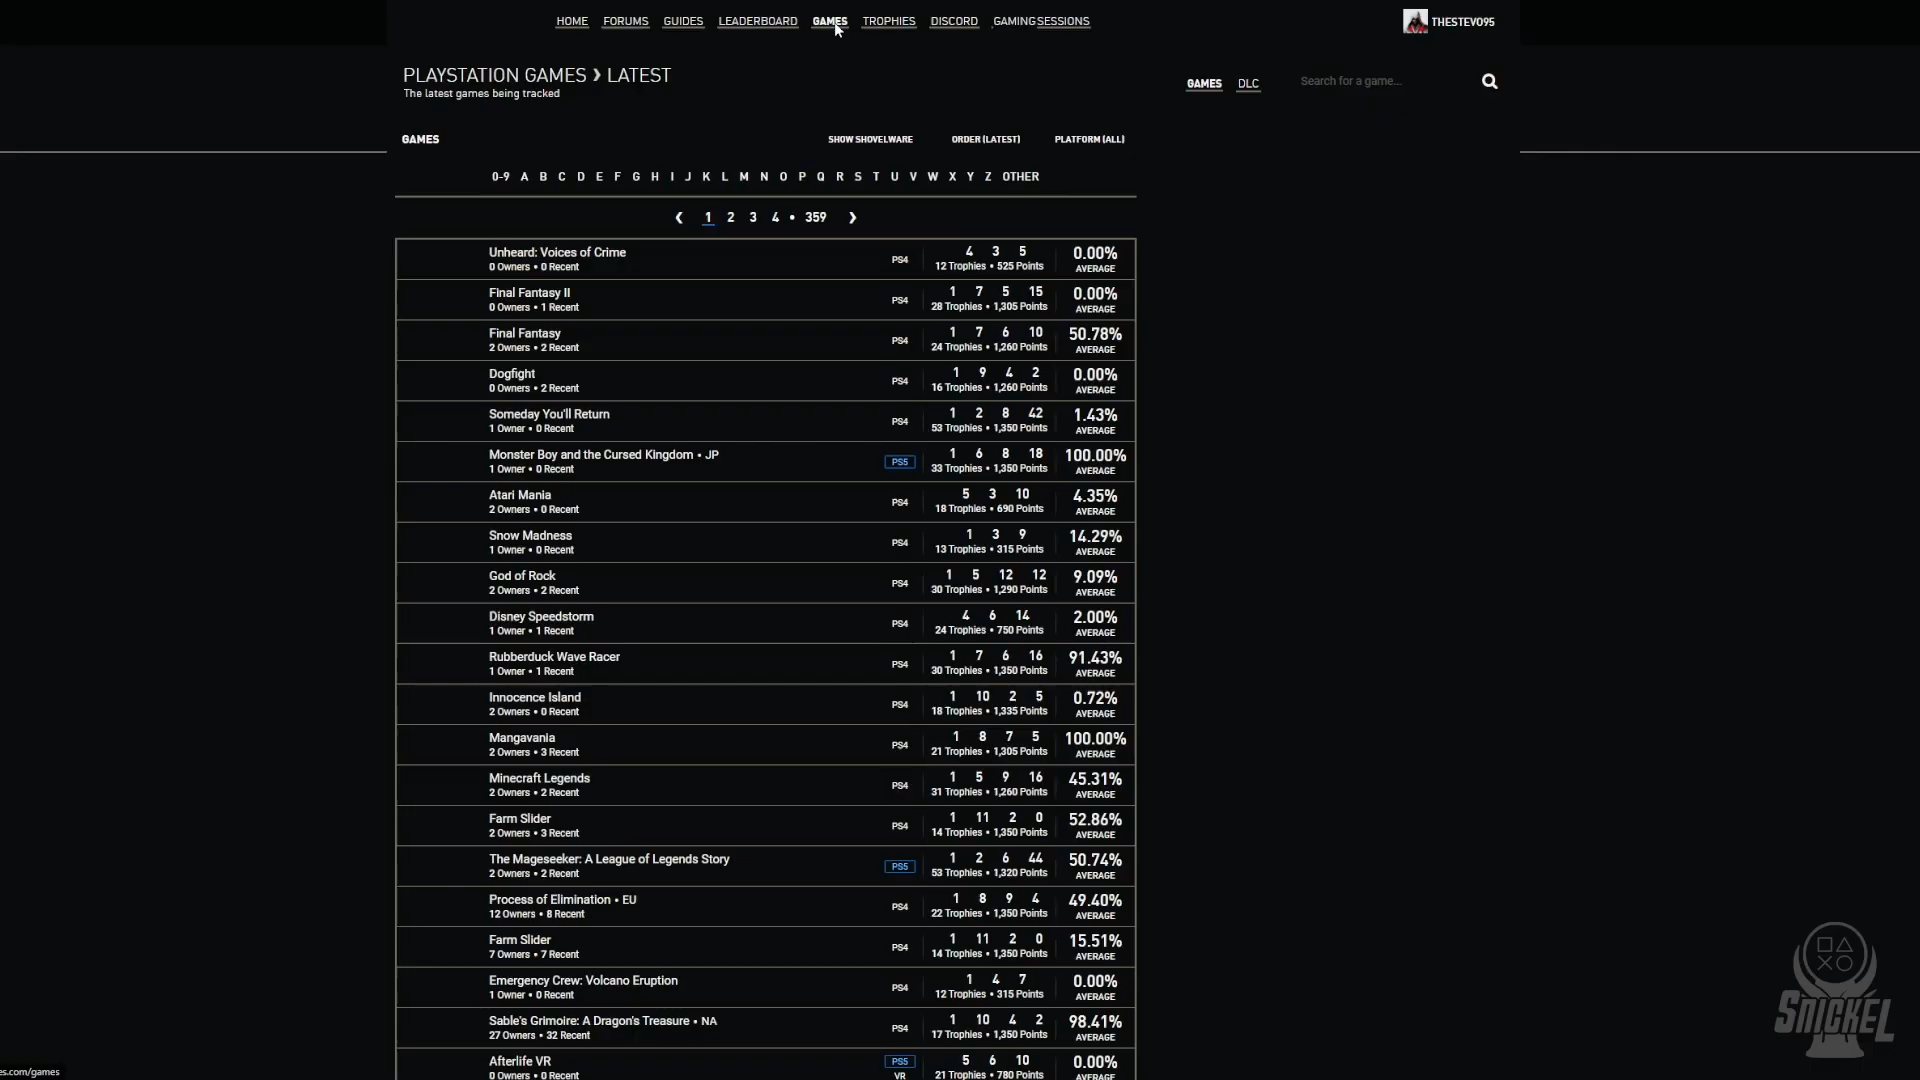 HOME FORUMS GUIDES LEADERBOARD GAMES TROPHIES DISCORD GAMING SESSIONS THESTEVO95
PLAYSTATION GAMES ❯ LATEST
The latest games being tracked
GAMES DLC Search for a game...
GAMES SHOW SHOVELWARE ORDER (LATEST) PLATFORM (ALL)
0-9 A B C D E F G H I J K L M N O P Q R S T U V W X Y Z OTHER
❮ 1 2 3 4 • 359 ❯
Unheard: Voices of Crime PS4 4 3 5 0.00%
0 Owners • 0 Recent 12 Trophies • 525 Points AVERAGE
Final Fantasy II PS4 1 7 5 15 0.00%
0 Owners • 1 Recent 28 Trophies • 1,305 Points AVERAGE
Final Fantasy PS4 1 7 6 10 50.78%
2 Owners • 2 Recent 24 Trophies • 1,260 Points AVERAGE
Dogfight PS4 1 9 4 2 0.00%
0 Owners • 2 Recent 16 Trophies • 1,260 Points AVERAGE
Someday You'll Return PS4 1 2 8 42 1.43%
1 Owner • 0 Recent 53 Trophies • 1,350 Points AVERAGE
Monster Boy and the Cursed Kingdom • JP PS5 1 6 8 18 100.00%
1 Owner • 0 Recent 33 Trophies • 1,350 Points AVERAGE
Atari Mania PS4 5 3 10 4.35%
2 Owners • 0 Recent 18 Trophies • 690 Points AVERAGE
Snow Madness PS4 1 3 9 14.29%
1 Owner • 0 Recent 13 Trophies • 315 Points AVERAGE
God of Rock PS4 1 5 12 12 9.09%
2 Owners • 2 Recent 30 Trophies • 1,290 Points AVERAGE
Disney Speedstorm PS4 4 6 14 2.00%
1 Owner • 1 Recent 24 Trophies • 750 Points AVERAGE
Rubberduck Wave Racer PS4 1 7 6 16 91.43%
1 Owner • 1 Recent 30 Trophies • 1,350 Points AVERAGE
Innocence Island PS4 1 10 2 5 0.72%
2 Owners • 0 Recent 18 Trophies • 1,335 Points AVERAGE
Mangavania PS4 1 8 7 5 100.00%
2 Owners • 3 Recent 21 Trophies • 1,305 Points AVERAGE
Minecraft Legends PS4 1 5 9 16 45.31%
2 Owners • 2 Recent 31 Trophies • 1,260 Points AVERAGE
Farm Slider PS4 1 11 2 0 52.86%
2 Owners • 3 Recent 14 Trophies • 1,350 Points AVERAGE
The Mageseeker: A League of Legends Story PS5 1 2 6 44 50.74%
2 Owners • 2 Recent 53 Trophies • 1,320 Points AVERAGE
Process of Elimination • EU PS4 1 8 9 4 49.40%
12 Owners • 8 Recent 22 Trophies • 1,350 Points AVERAGE
Farm Slider PS4 1 11 2 0 15.51%
7 Owners • 7 Recent 14 Trophies • 1,350 Points AVERAGE
Emergency Crew: Volcano Eruption PS4 1 4 7 0.00%
1 Owner • 0 Recent 12 Trophies • 315 Points AVERAGE
Sable's Grimoire: A Dragon's Treasure • NA PS4 1 10 4 2 98.41%
27 Owners • 32 Recent 17 Trophies • 1,350 Points AVERAGE
Afterlife VR PS5 5 6 10 0.00%
0 Owners • 0 Recent VR 21 Trophies • 780 Points AVERAGE
es.com/games
SNICKEL